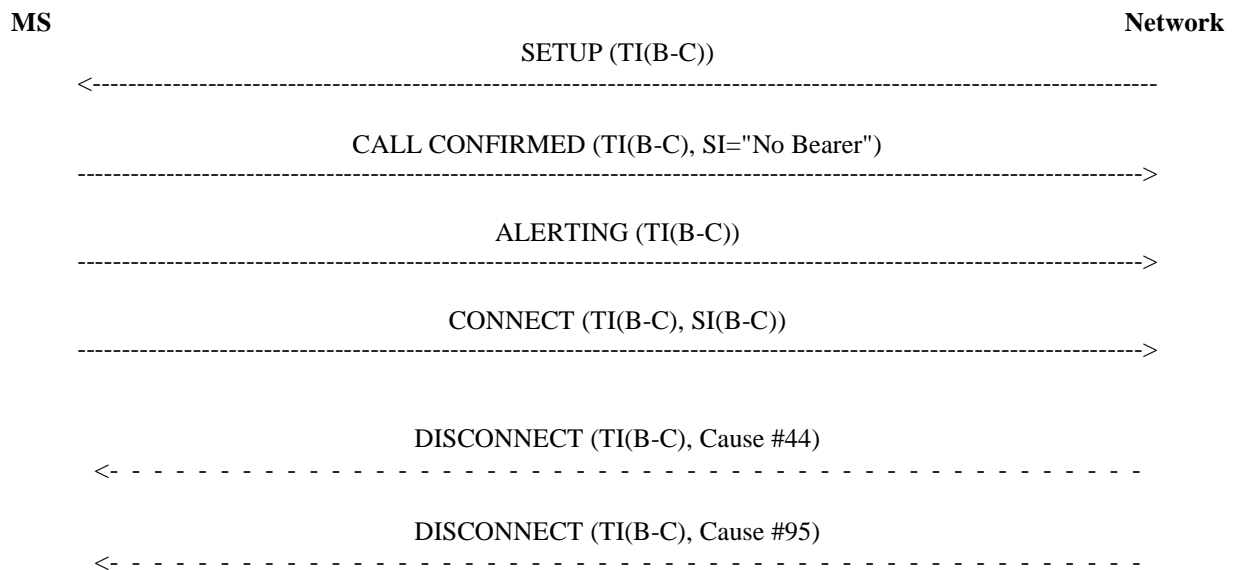 MS Network
SETUP (TI(B-C))
CALL CONFIRMED (TI(B-C), SI="No Bearer")
ALERTING (TI(B-C))
CONNECT (TI(B-C), SI(B-C))
DISCONNECT (TI(B-C), Cause #44)
DISCONNECT (TI(B-C), Cause #95)